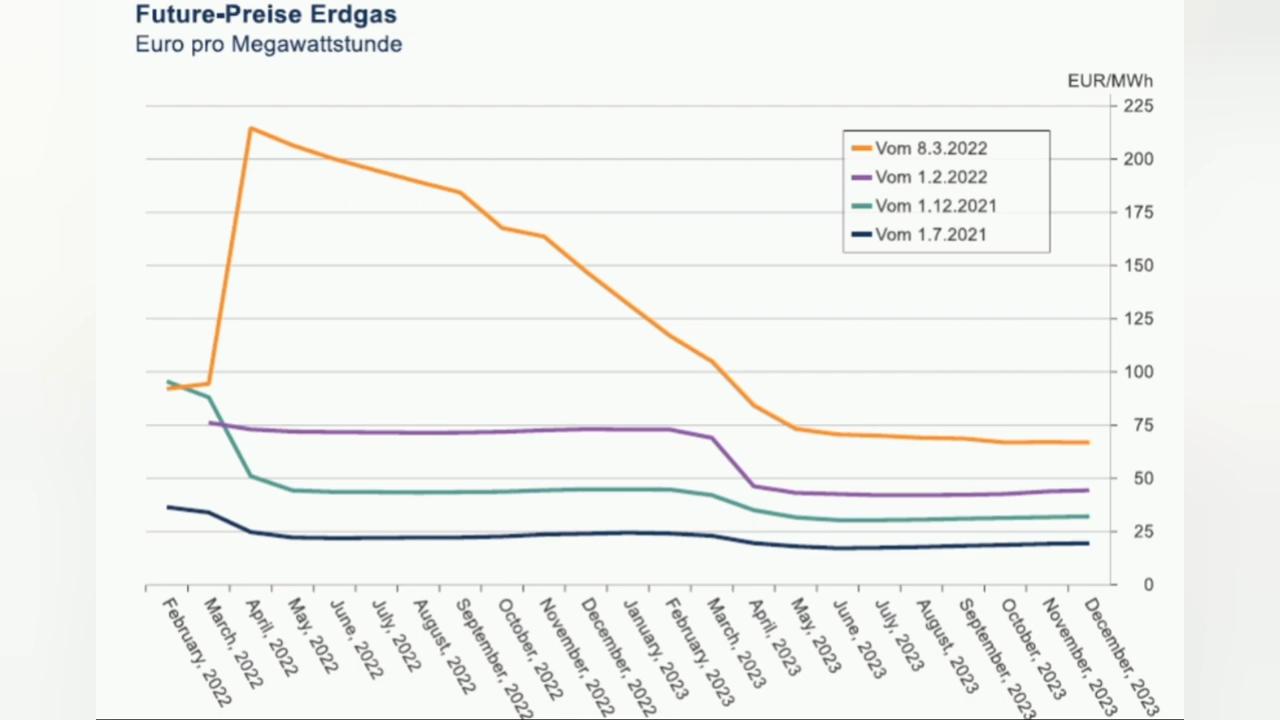 Future-Preise Erdgas
Euro pro Megawattstunde
EUR/MWh
225
200
175
150
125
100
75
50
25
0
Vom 8.3.2022
Vom 1.2.2022
Vom 1.12.2021
Vom 1.7.2021
February, 2022
March, 2022
April, 2022
May, 2022
June, 2022
July, 2022
August, 2022
September, 2022
October, 2022
November, 2022
December, 2022
January, 2023
February, 2023
March, 2023
April, 2023
May, 2023
June, 2023
July, 2023
August, 2023
September, 2023
October, 2023
November, 2023
December, 2023